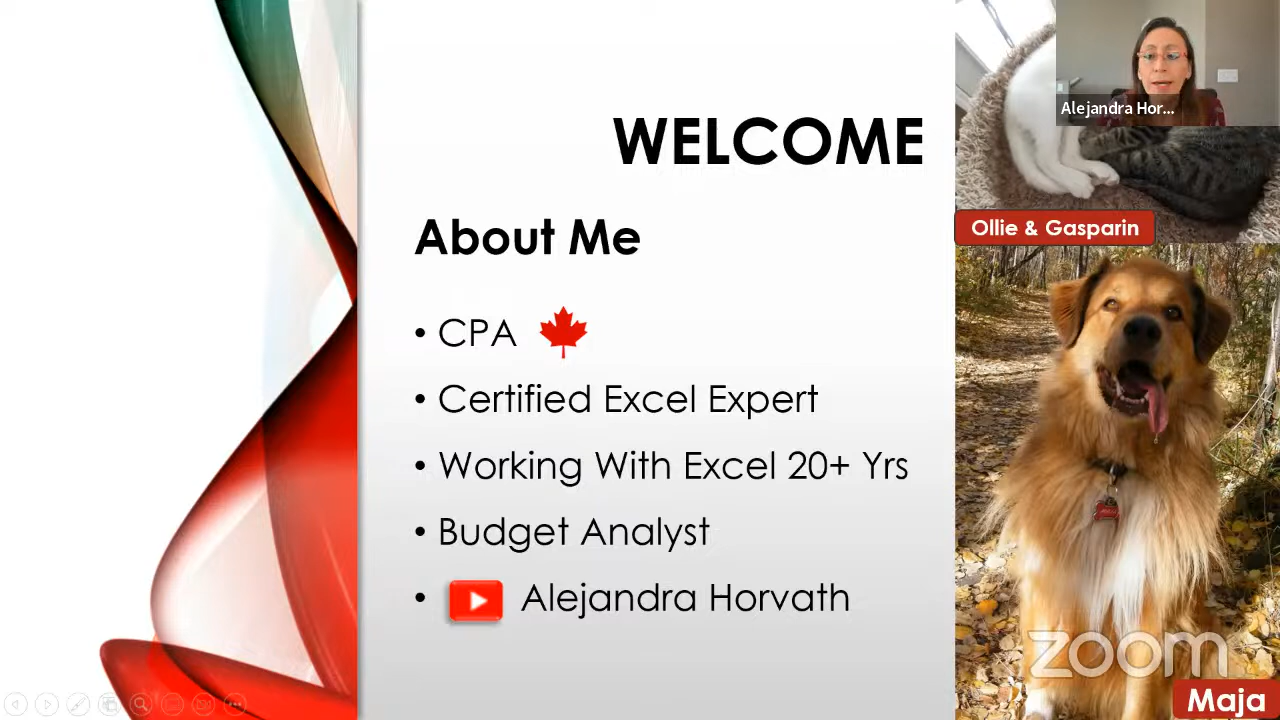 WELCOME
Alejandra Hor...
About Me
Ollie & Gasparin
• CPA
• Certified Excel Expert
• Working With Excel 20+ Yrs
• Budget Analyst
• Alejandra Horvath
zoom
Maja